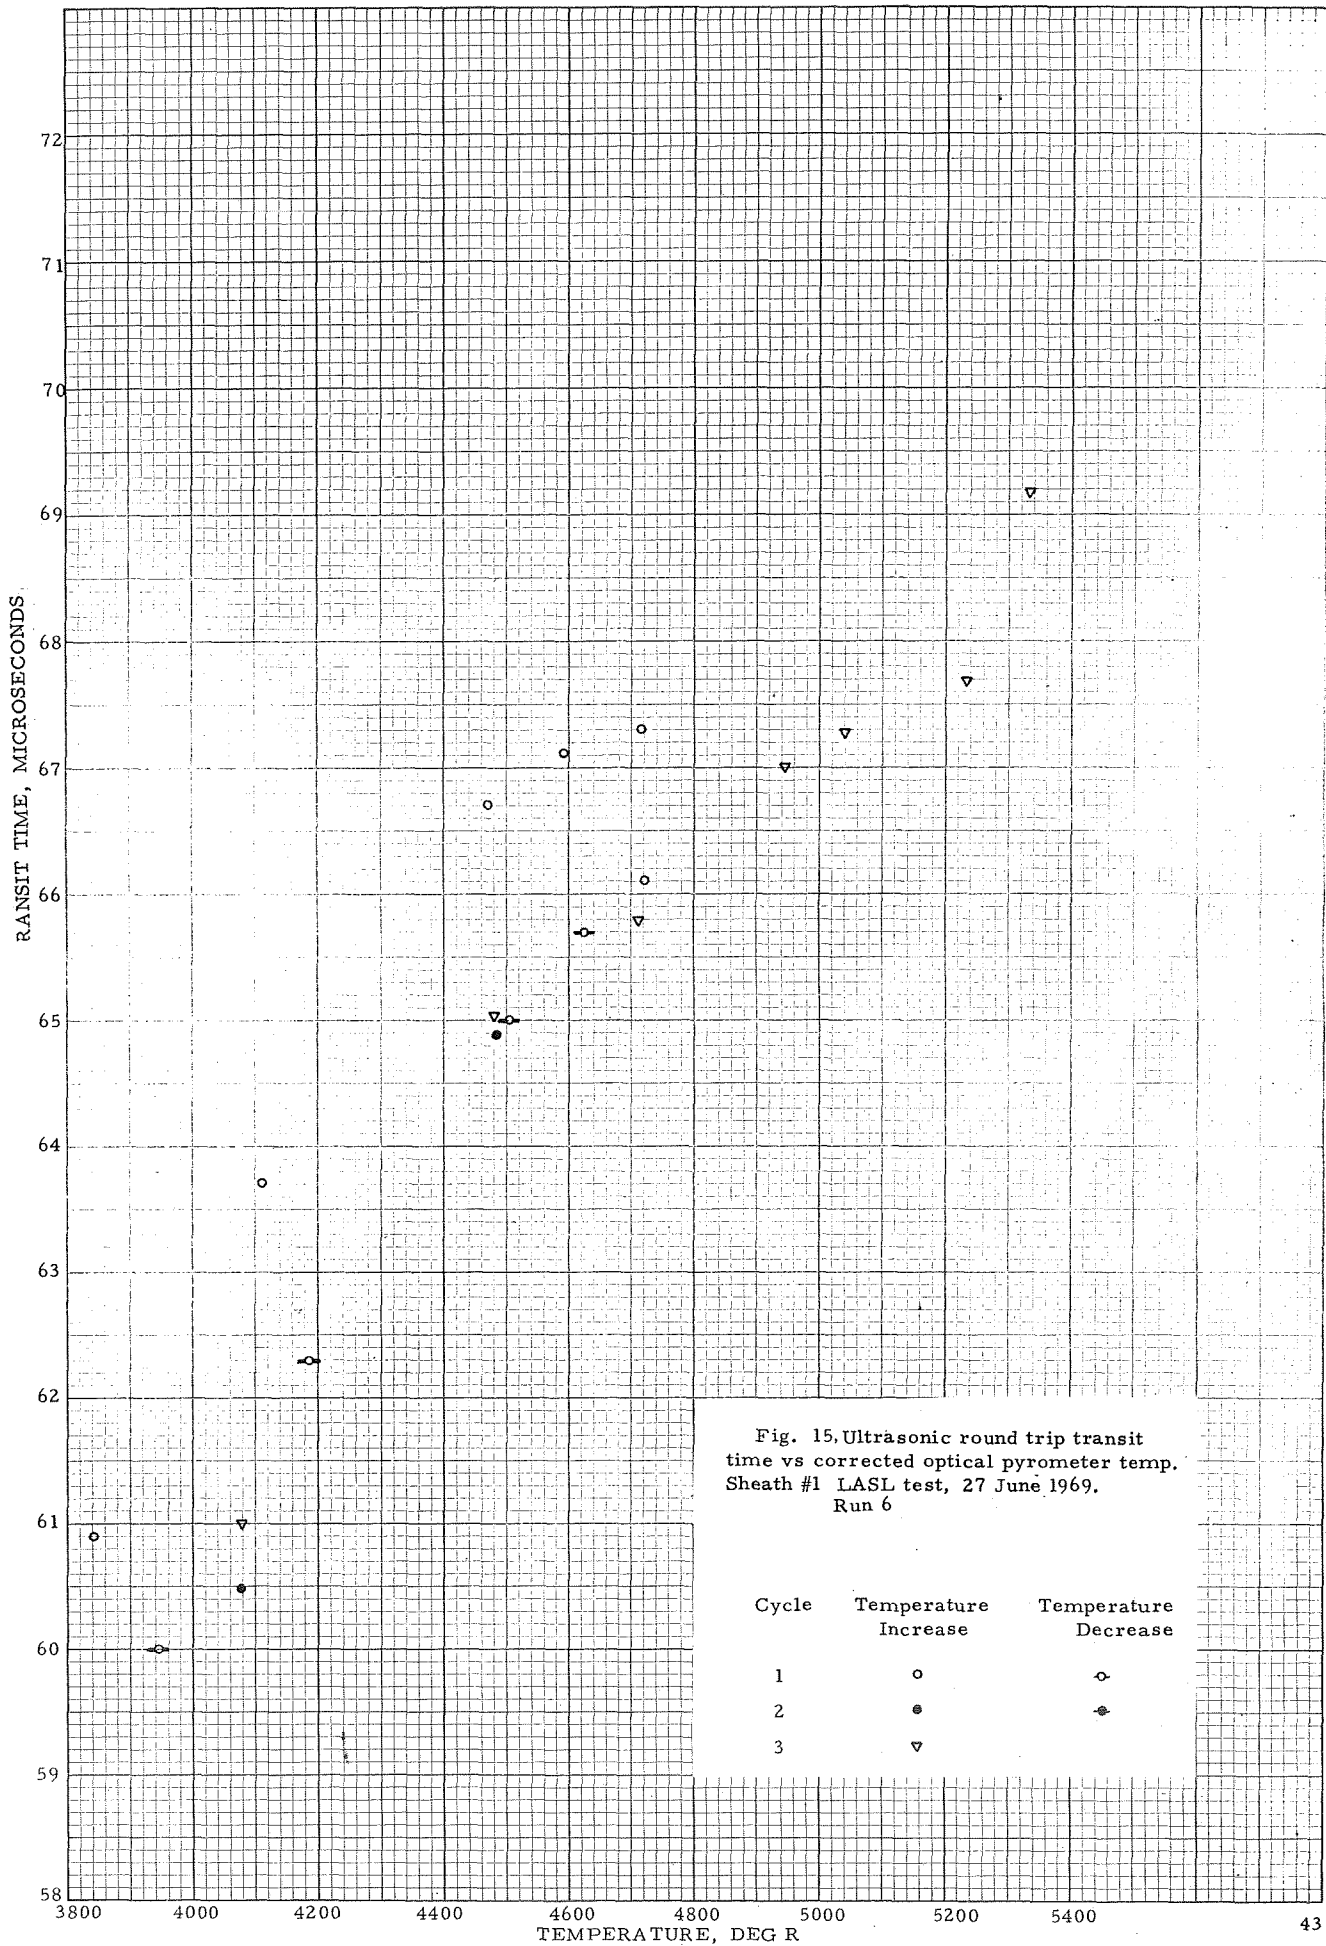 72
71
70
69
68
67
66
65
64
63
62
61
60
59
58
RANSIT TIME, MICROSECONDS
Fig. 15. Ultrasonic round trip transit
time vs corrected optical pyrometer temp.
Sheath #1 LASL test, 27 June 1969.
Run 6
Cycle Temperature Increase Temperature Decrease
1
2
3
3800 4000 4200 4400 4600 4800 5000 5200 5400
TEMPERATURE, DEG R
43